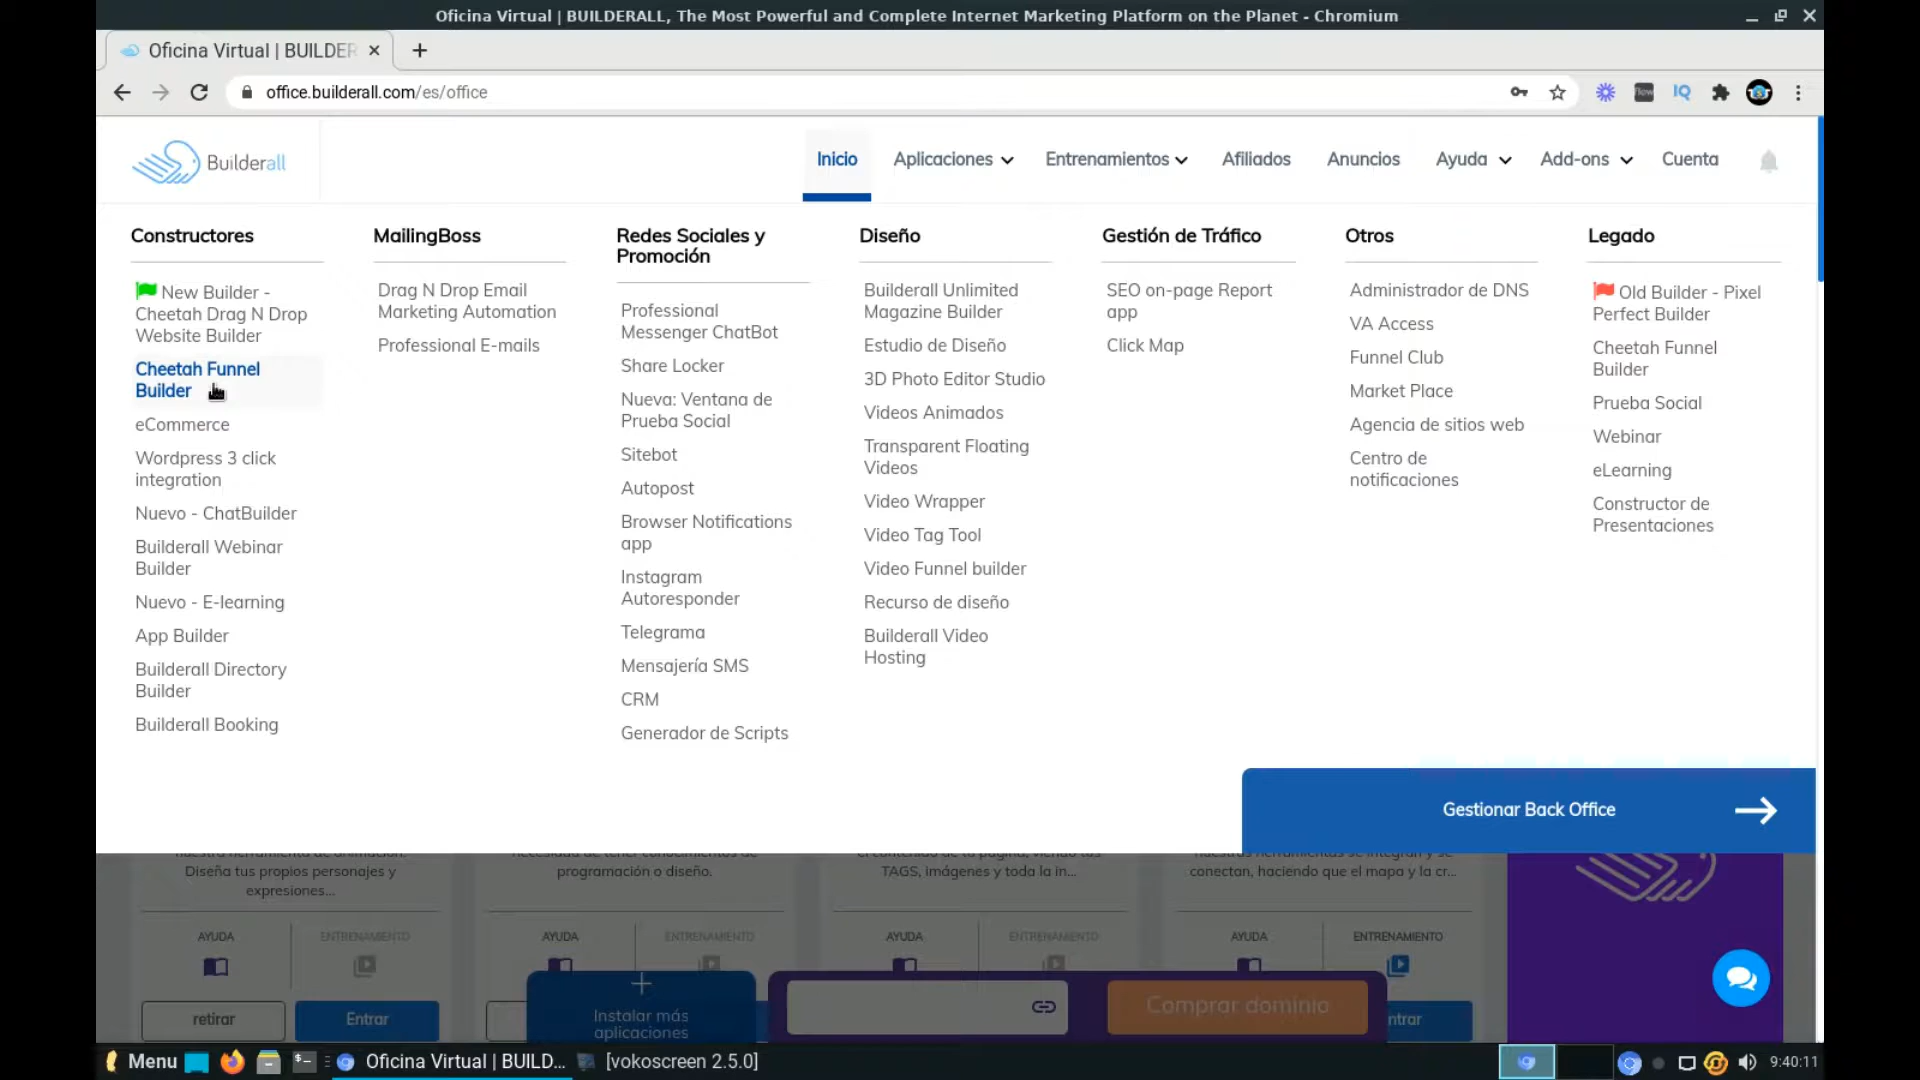 Oficina Virtual | BUILDERALL, The Most Powerful and Complete Internet Marketing Platform on the Planet - Chromium
Oficina Virtual | BUILDER
office.builderall.com/es/office
Builderall
Inicio
Aplicaciones
Entrenamientos
Afiliados
Anuncios
Ayuda
Add-ons
Cuenta
Constructores
New Builder -
Cheetah Drag N Drop
Website Builder
Cheetah Funnel
Builder
eCommerce
Wordpress 3 click
integration
Nuevo - ChatBuilder
Builderall Webinar
Builder
Nuevo - E-learning
App Builder
Builderall Directory
Builder
Builderall Booking
MailingBoss
Drag N Drop Email
Marketing Automation
Professional E-mails
Redes Sociales y
Promoción
Professional
Messenger ChatBot
Share Locker
Nueva: Ventana de
Prueba Social
Sitebot
Autopost
Browser Notifications
app
Instagram
Autoresponder
Telegrama
Mensajería SMS
CRM
Generador de Scripts
Diseño
Builderall Unlimited
Magazine Builder
Estudio de Diseño
3D Photo Editor Studio
Videos Animados
Transparent Floating
Videos
Video Wrapper
Video Tag Tool
Video Funnel builder
Recurso de diseño
Builderall Video
Hosting
Gestión de Tráfico
SEO on-page Report
app
Click Map
Otros
Administrador de DNS
VA Access
Funnel Club
Market Place
Agencia de sitios web
Centro de
notificaciones
Legado
Old Builder - Pixel
Perfect Builder
Cheetah Funnel
Builder
Prueba Social
Webinar
eLearning
Constructor de
Presentaciones
Gestionar Back Office
Diseña tus propios personajes y
expresiones...
programación o diseño.
TAGS, imágenes y toda la in...
conectan, haciendo que el mapa y la cr...
AYUDA
ENTRENAMIENTO
AYUDA
ENTRENAMIENTO
AYUDA
ENTRENAMIENTO
AYUDA
ENTRENAMIENTO
retirar
Entrar
Instalar más
aplicaciones
Comprar dominio
ntrar
Menu
Oficina Virtual | BUILD...
[vokoscreen 2.5.0]
9:40:11